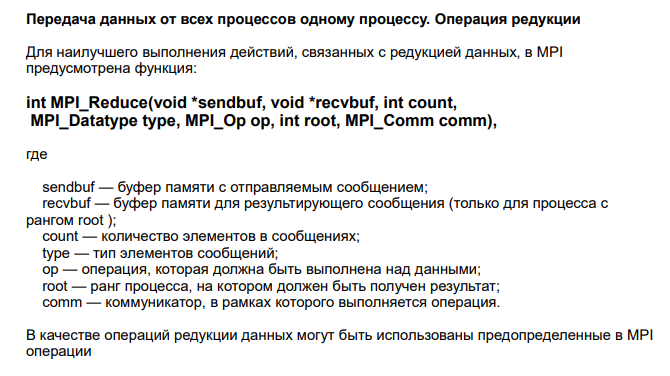 Передача данных от всех процессов одному процессу. Операция редукции
Для наилучшего выполнения действий, связанных с редукцией данных, в MPI
предусмотрена функция:
int MPI_Reduce(void *sendbuf, void *recvbuf, int count,
MPI_Datatype type, MPI_Op op, int root, MPI_Comm comm),
где
sendbuf — буфер памяти с отправляемым сообщением;
recvbuf — буфер памяти для результирующего сообщения (только для процесса с
рангом root );
count — количество элементов в сообщениях;
type — тип элементов сообщений;
op — операция, которая должна быть выполнена над данными;
root — ранг процесса, на котором должен быть получен результат;
comm — коммуникатор, в рамках которого выполняется операция.
В качестве операций редукции данных могут быть использованы предопределенные в MPI
операции